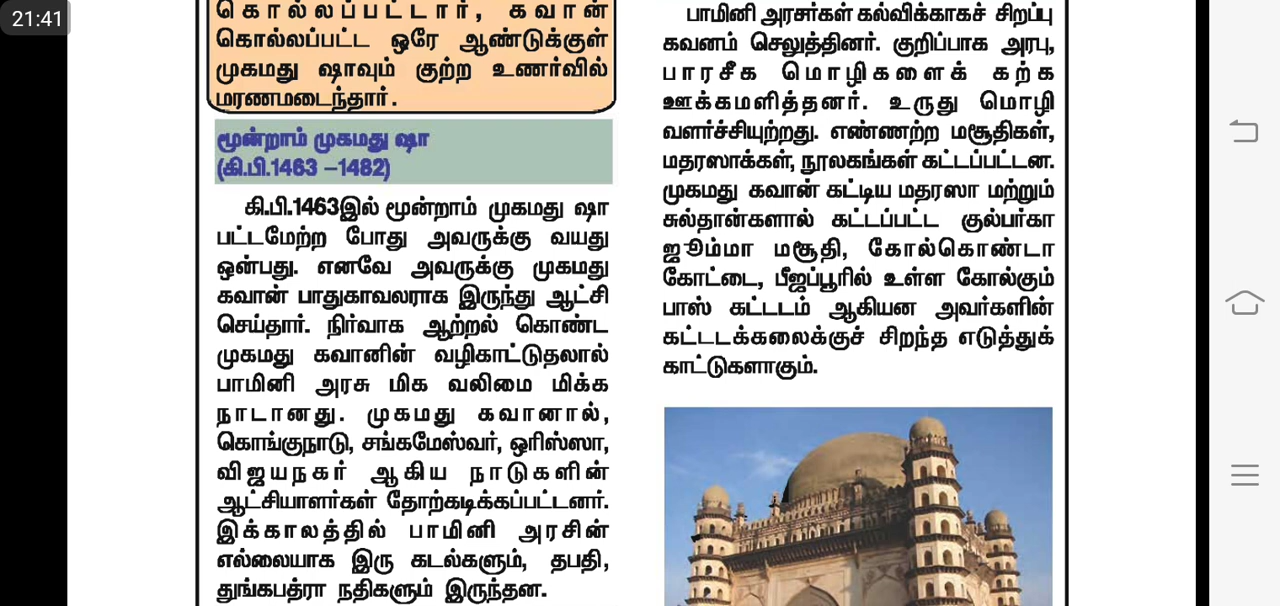 21:41
கொல்லப்பட்டார், கவான்
கொல்லப்பட்ட ஒரே ஆண்டுக்குள்
முகமது ஷாவும் குற்ற உணர்வில்
மரணமடைந்தார்.
மூன்றாம் முகமது ஷா
(கி.பி.1463 –1482)
கி.பி.1463இல் மூன்றாம் முகமது ஷா
பட்டமேற்ற போது அவருக்கு வயது
ஒன்பது. எனவே அவருக்கு முகமது
கவான் பாதுகாவலராக இருந்து ஆட்சி
செய்தார். நிர்வாக ஆற்றல் கொண்ட
முகமது கவானின் வழிகாட்டுதலால்
பாமினி அரசு மிக வலிமை மிக்க
நாடானது. முகமது கவானால்,
கொங்குநாடு, சங்கமேஸ்வர், ஒரிஸ்ஸா,
விஜயநகர் ஆகிய நாடுகளின்
ஆட்சியாளர்கள் தோற்கடிக்கப்பட்டனர்.
இக்காலத்தில் பாமினி அரசின்
எல்லையாக இரு கடல்களும், தபதி,
துங்கபத்ரா நதிகளும் இருந்தன.
பாமினி அரசர்கள் கல்விக்காகச் சிறப்பு
கவனம் செலுத்தினர். குறிப்பாக அரபு,
பாரசீக மொழிகளைக் கற்க
ஊக்கமளித்தனர். உருது மொழி
வளர்ச்சியுற்றது. எண்ணற்ற மசூதிகள்,
மதரஸாக்கள், நூலகங்கள் கட்டப்பட்டன.
முகமது கவான் கட்டிய மதரஸா மற்றும்
சுல்தான்களால் கட்டப்பட்ட குல்பர்கா
ஜூம்மா மசூதி, கோல்கொண்டா
கோட்டை, பீஜப்பூரில் உள்ள கோல்கும்
பாஸ் கட்டடம் ஆகியன அவர்களின்
கட்டடக்கலைக்குச் சிறந்த எடுத்துக்
காட்டுகளாகும்.